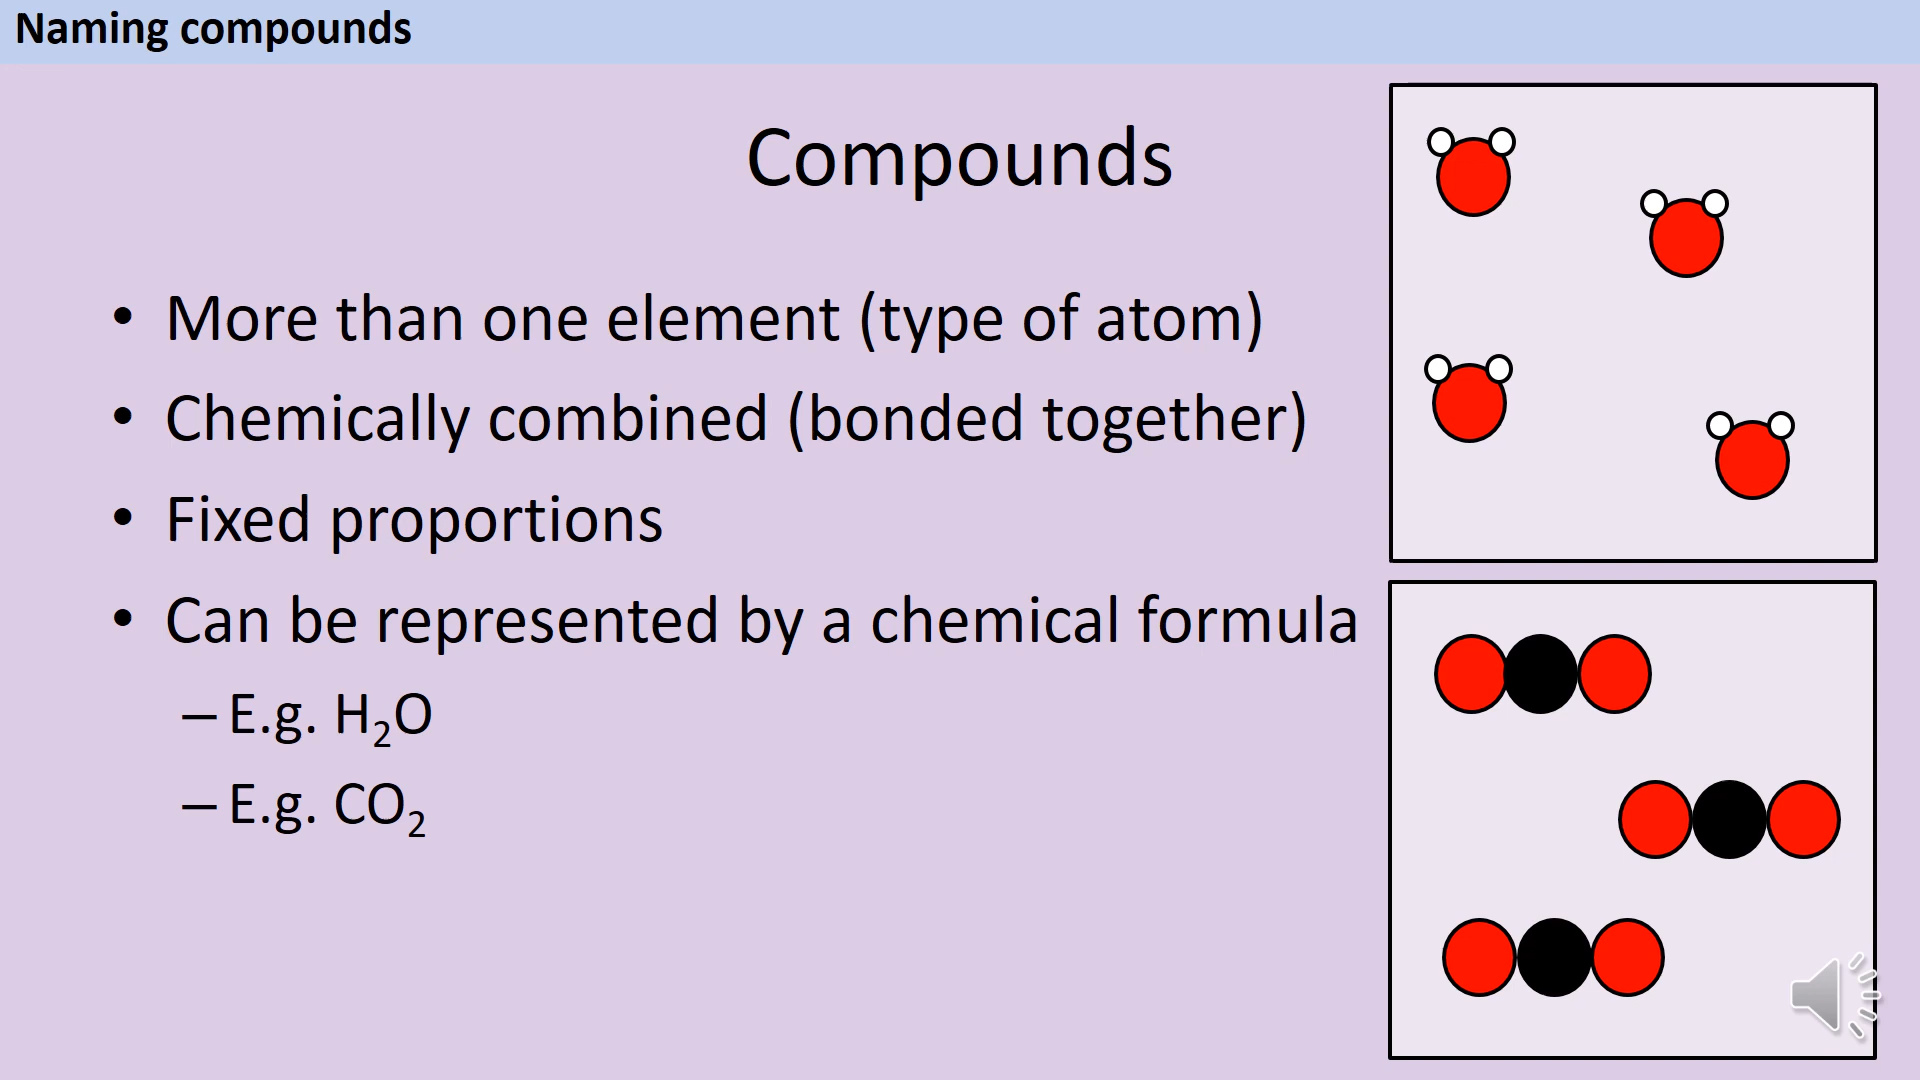 Naming compounds
Compounds
• More than one element (type of atom)
• Chemically combined (bonded together)
• Fixed proportions
• Can be represented by a chemical formula
– E.g. H₂O
– E.g. CO₂